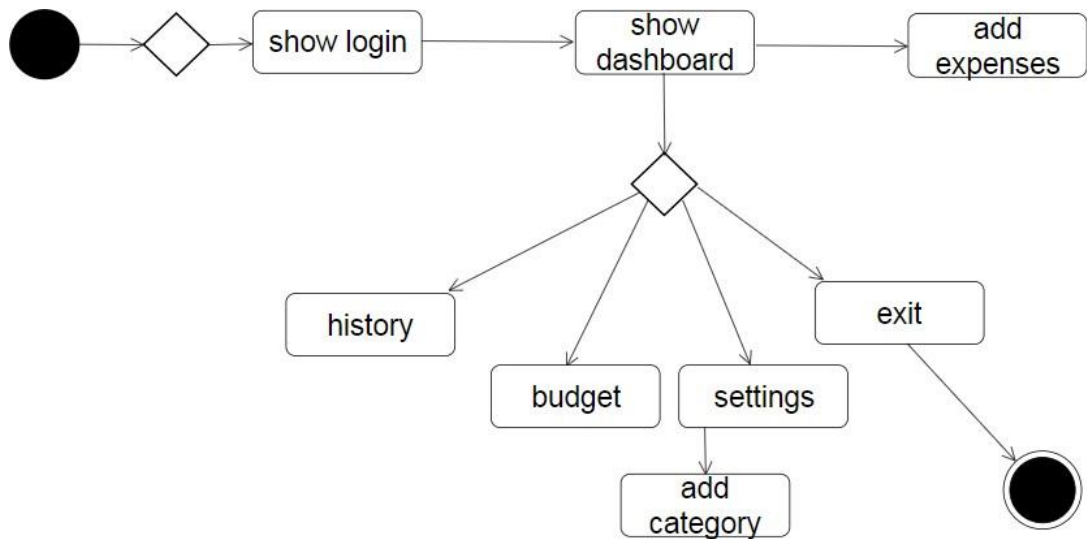 show login
show
dashboard
add
expenses
history
exit
budget
settings
add
category